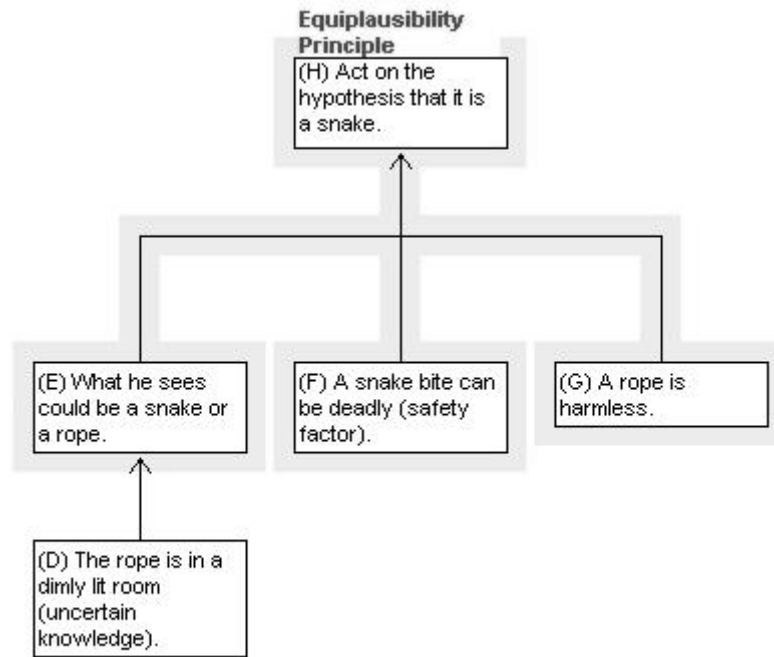 Equiplausibility
Principle
(H) Act on the
hypothesis that it is
a snake.
(E) What he sees
could be a snake or
a rope.
(F) A snake bite can
be deadly (safety
factor).
(G) A rope is
harmless.
(D) The rope is in a
dimly lit room
(uncertain
knowledge).